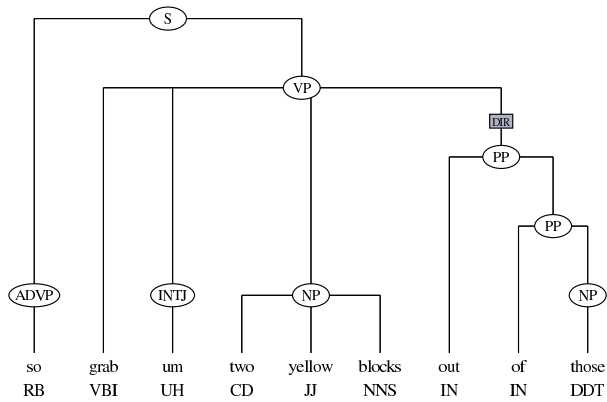 S
VP
DIR
PP
PP
ADVP INTJ NP NP
so grab um two yellow blocks out of those
RB VBI UH CD JJ NNS IN IN DDT